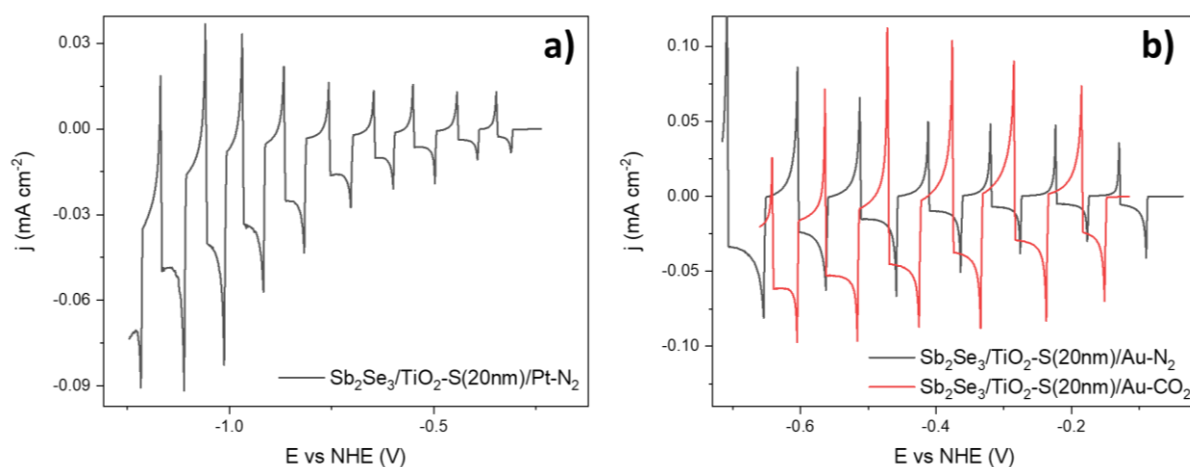 a)
0.03
0.00
-0.03
-0.06
-0.09
j (mA cm⁻²)
Sb₂Se₃/TiO₂-S(20nm)/Pt-N₂
-1.0
-0.5
E vs NHE (V)
b)
0.10
0.05
0.00
-0.05
-0.10
j (mA cm⁻²)
Sb₂Se₃/TiO₂-S(20nm)/Au-N₂
Sb₂Se₃/TiO₂-S(20nm)/Au-CO₂
-0.6
-0.4
-0.2
E vs NHE (V)